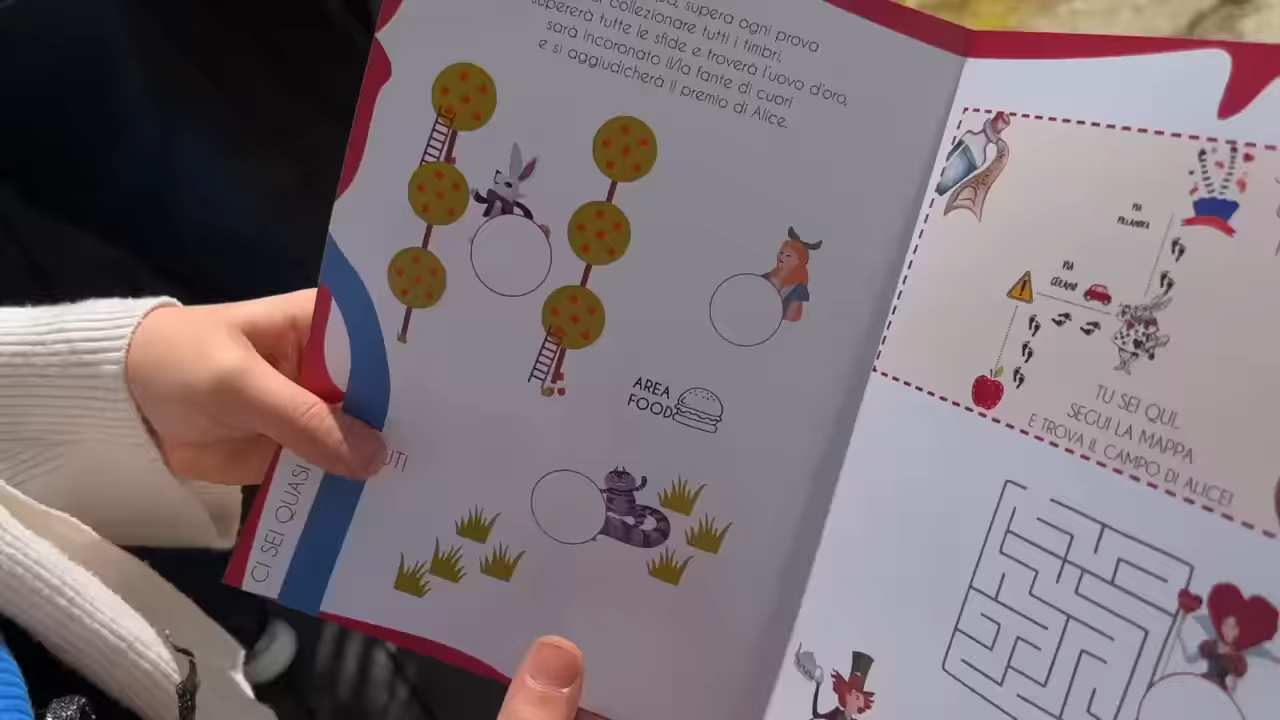 supera ogni prova
collezionare tutti i timbri.
supererà tutte le sfide e troverà l'uovo d'oro,
sarà incoronato il/la fante di cuori
e si aggiudicherà il premio di Alice.
AREA
FOOD
CI SEI QUASI
UTI
VIA
VIA
CERANO
TU SEI QUI.
SEGUI LA MAPPA
E TROVA IL CAMPO DI ALICE!